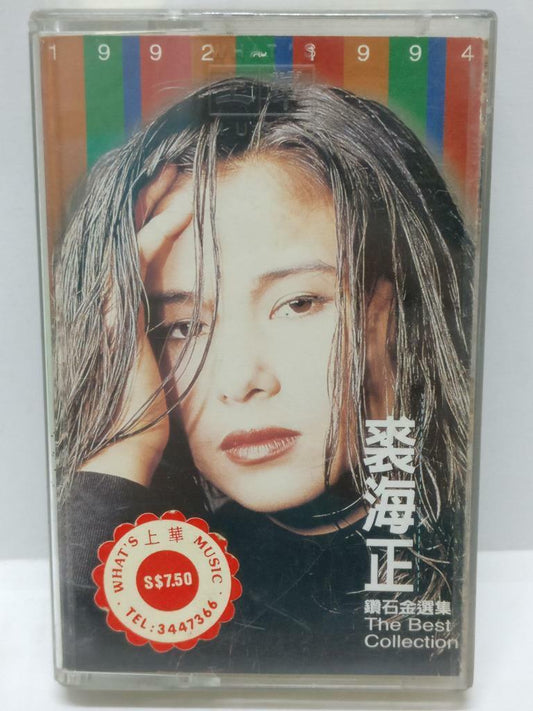 1992 1994
WHAT'S
裘海正
鑽石金選集
The Best
Collection
WHAT'S 上華 MUSIC
S$7.50
TEL:3447366